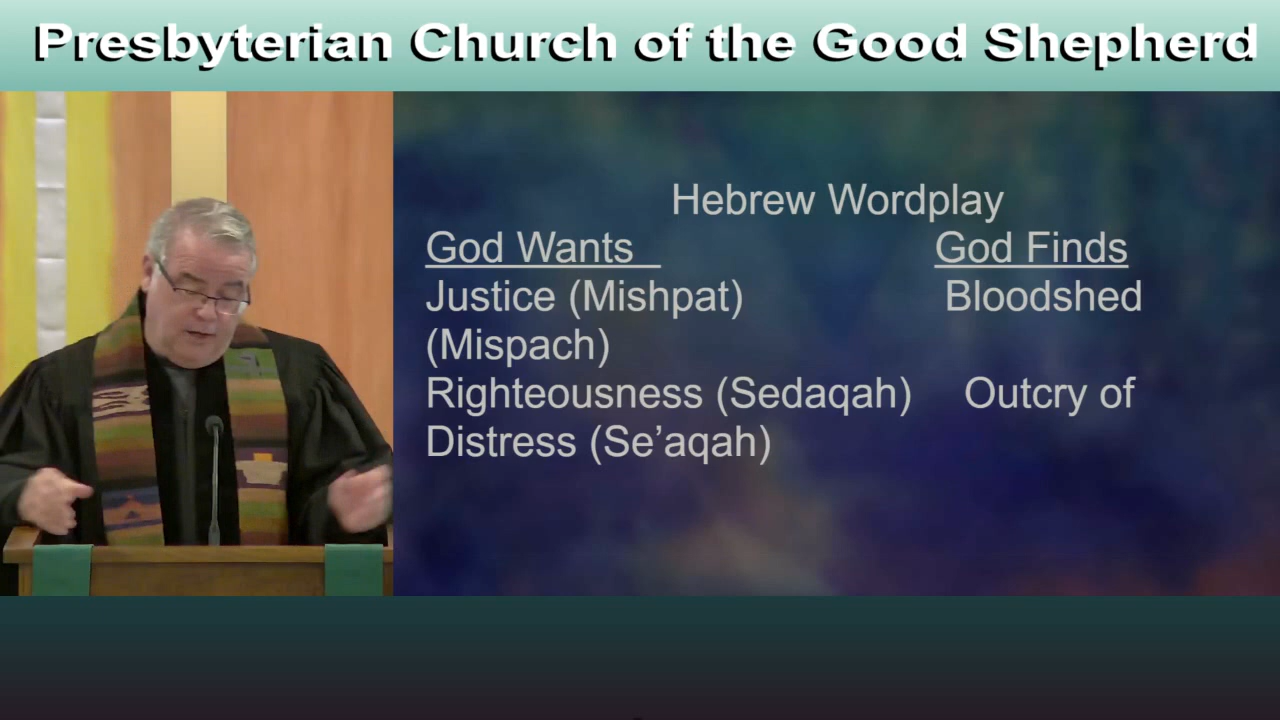 Presbyterian Church of the Good Shepherd
Hebrew Wordplay
God Wants God Finds
Justice (Mishpat) Bloodshed
(Mispach)
Righteousness (Sedaqah) Outcry of
Distress (Se’aqah)